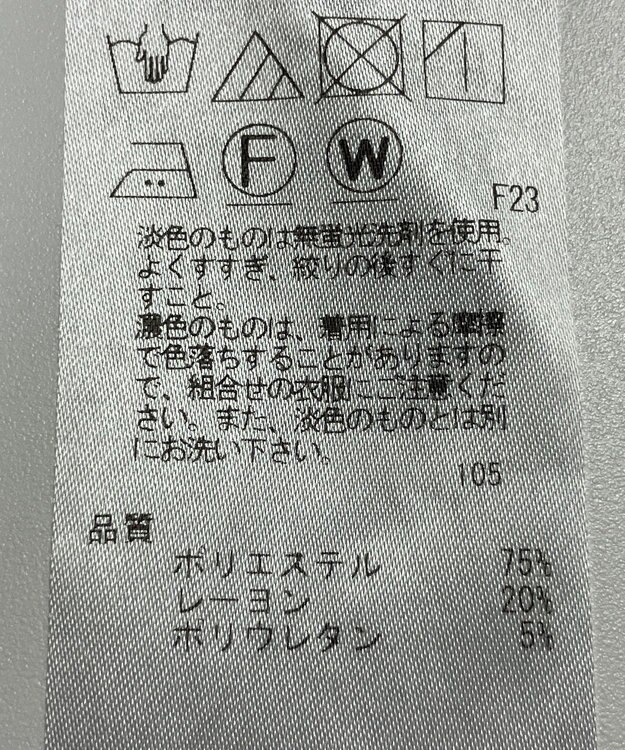 F W
F23
淡色のものは無蛍光洗剤を使用。
よくすすぎ、絞りの後すぐに干
すこと。
濃色のものは、着用による摩擦
で色落ちすることがありますの
で、組合せの衣服にご注意くだ
さい。また、淡色のものとは別
にお洗い下さい。
105
品質
ポリエステル 75%
レーヨン 20%
ポリウレタン 5%